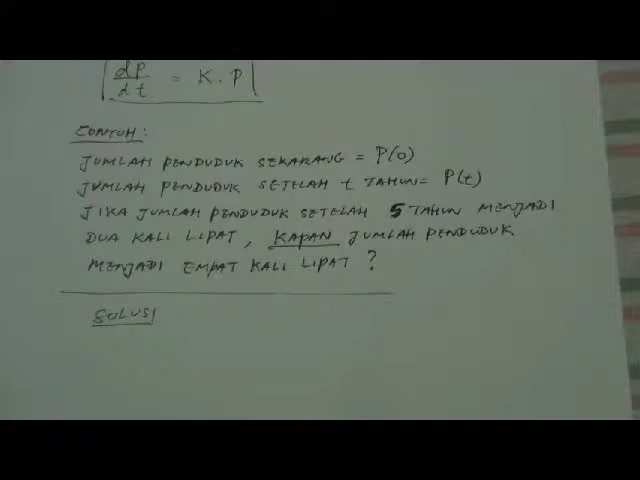 dP/dt = K . P
CONTOH :
JUMLAH PENDUDUK SEKARANG = P(0)
JUMLAH PENDUDUK SETELAH t TAHUN = P(t)
JIKA JUMLAH PENDUDUK SETELAH 5 TAHUN MENJADI
DUA KALI LIPAT, KAPAN JUMLAH PENDUDUK
MENJADI EMPAT KALI LIPAT ?
SOLUSI